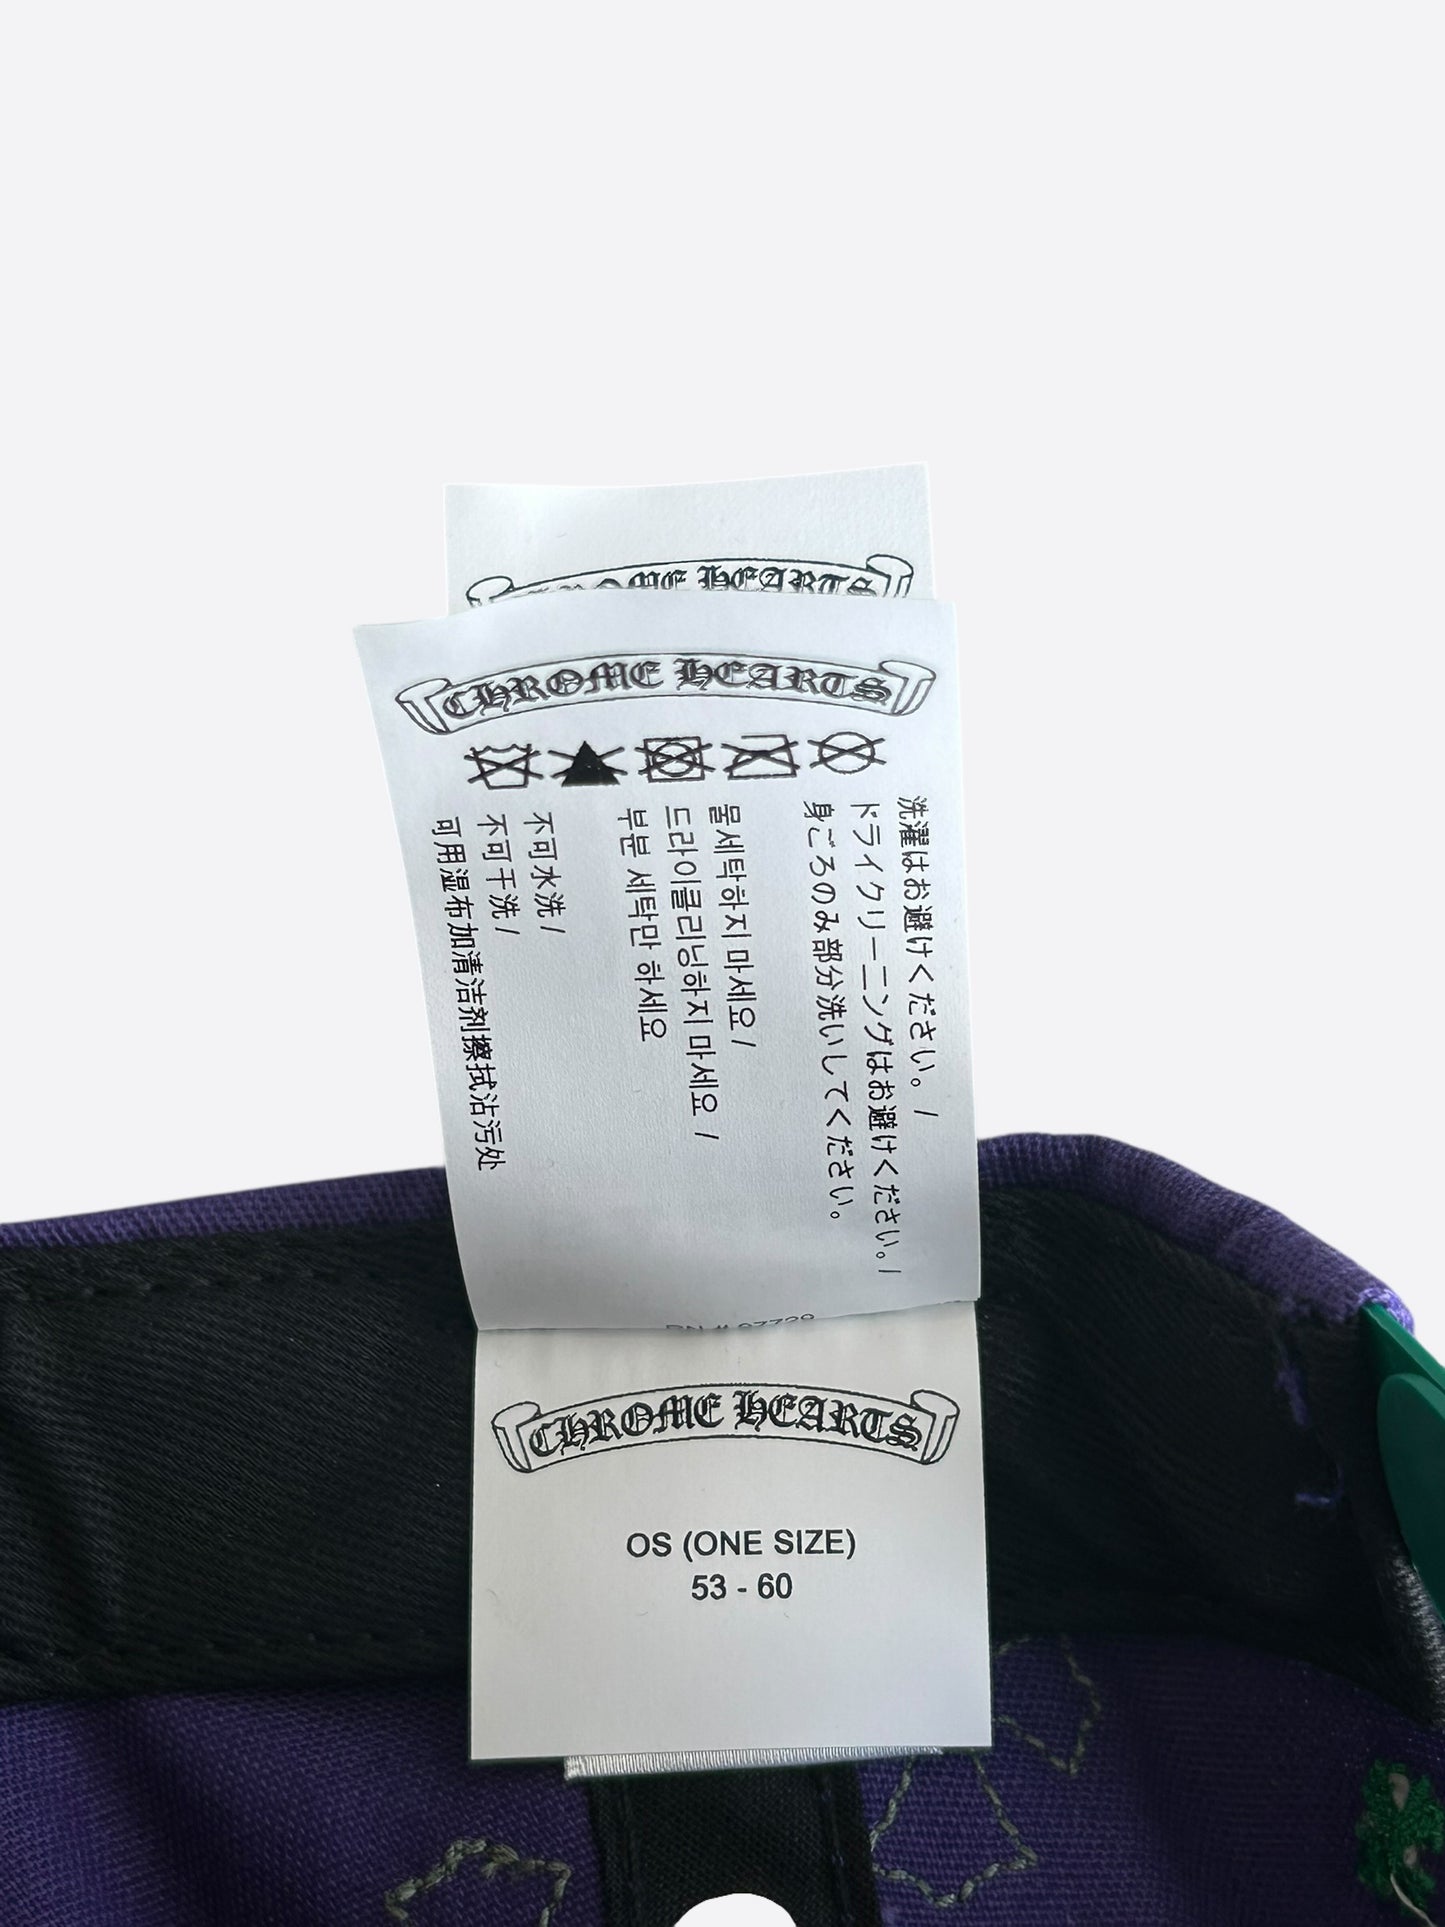 CHROME HEARTS
CHROME HEARTS
洗濯はお避けください。/
ドライクリーニングはお避けください。/
身ごろのみ部分洗いしてください。
물세탁하지 마세요 /
드라이클리닝하지 마세요 /
부분 세탁만 하세요
不可水洗 /
不可干洗 /
可用湿布加清洁剂擦拭沾污处
CHROME HEARTS
OS (ONE SIZE)
53 - 60